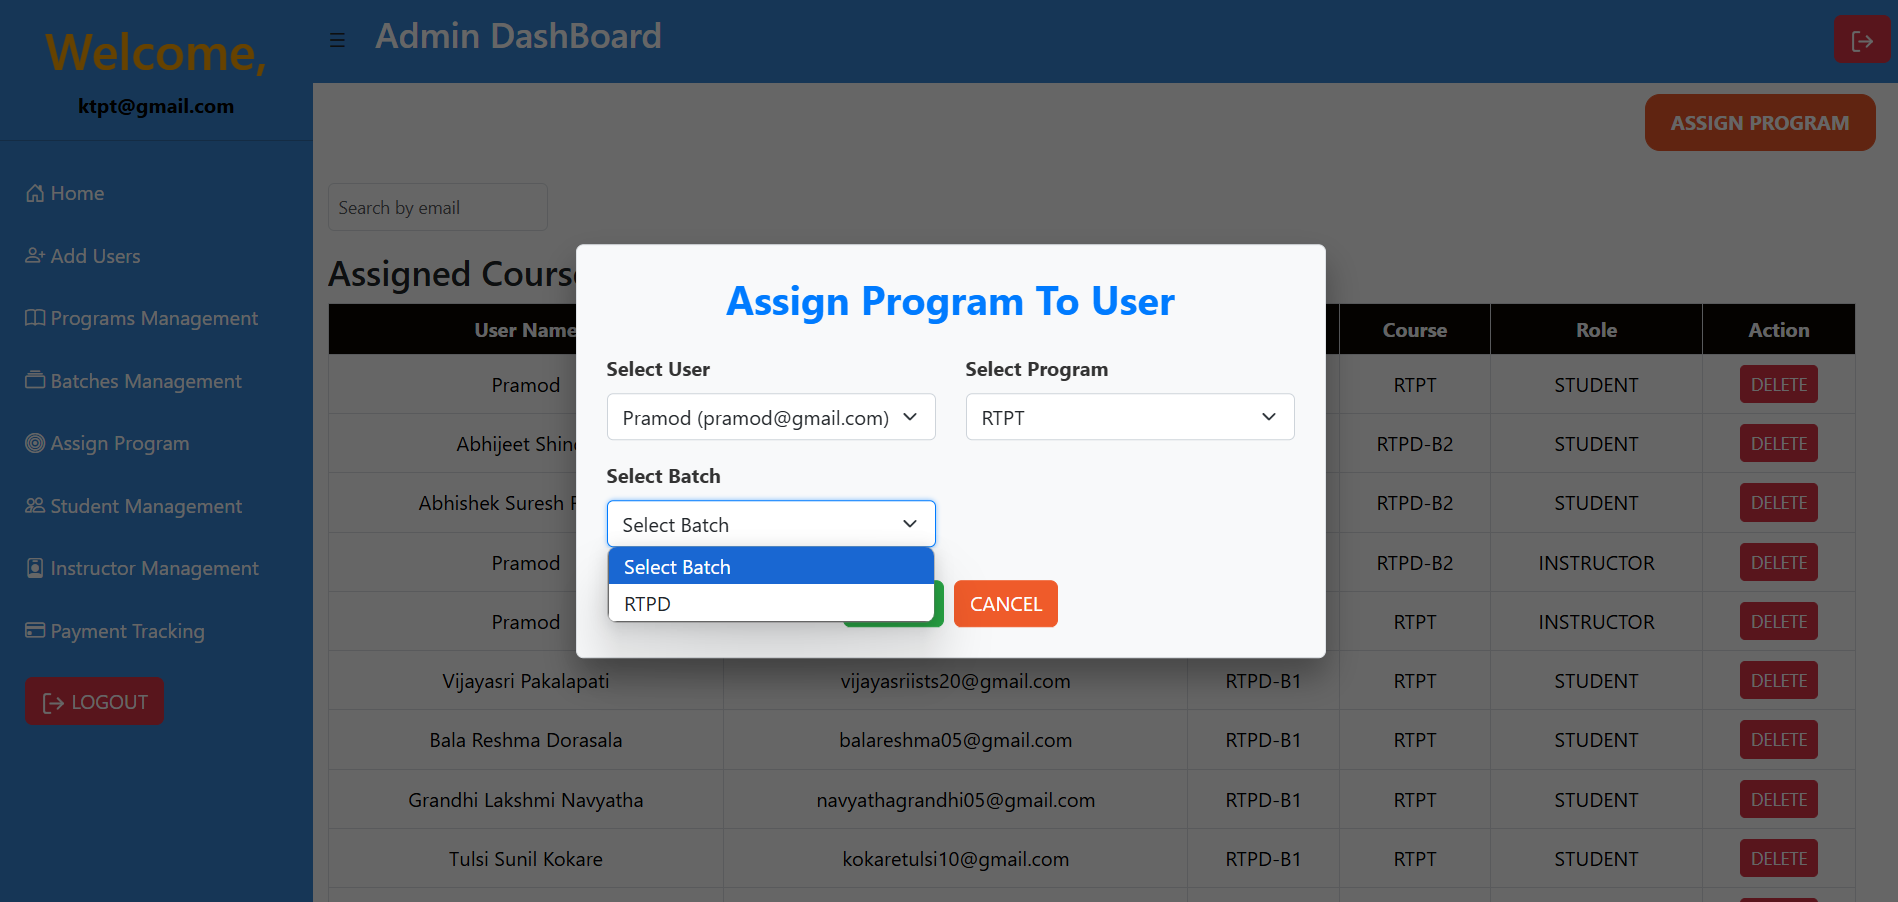 Welcome,
ktpt@gmail.com
Home
Add Users
Programs Management
Batches Management
Assign Program
Student Management
Instructor Management
Payment Tracking
LOGOUT
Admin DashBoard
ASSIGN PROGRAM
Search by email
Assigned Cours
User Name Course Role Action
Pramod RTPT STUDENT DELETE
Abhijeet RTPD-B2 STUDENT DELETE
Abhishek Suresh RTPD-B2 STUDENT DELETE
Pramod RTPD-B2 INSTRUCTOR DELETE
Pramod RTPT INSTRUCTOR DELETE
Vijayasri Pakalapati vijayasriists20@gmail.com RTPD-B1 RTPT STUDENT DELETE
Bala Reshma Dorasala balareshma05@gmail.com RTPD-B1 RTPT STUDENT DELETE
Grandhi Lakshmi Navyatha navyathagrandhi05@gmail.com RTPD-B1 RTPT STUDENT DELETE
Tulsi Sunil Kokare kokaretulsi10@gmail.com RTPD-B1 RTPT STUDENT DELETE
Assign Program To User
Select User Select Program
Pramod (pramod@gmail.com) RTPT
Select Batch
Select Batch
Select Batch
RTPD
CANCEL